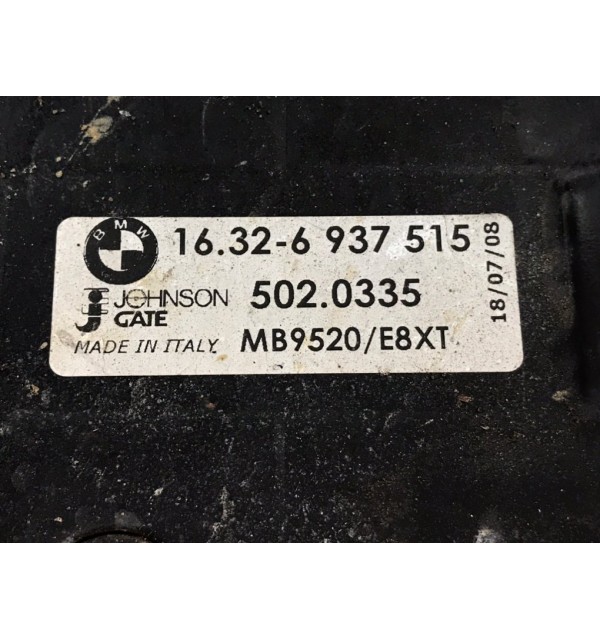 BMW 16.32-6 937 515
JOHNSON 502.0335
GATE
MADE IN ITALY MB9520/E8XT
18/07/08